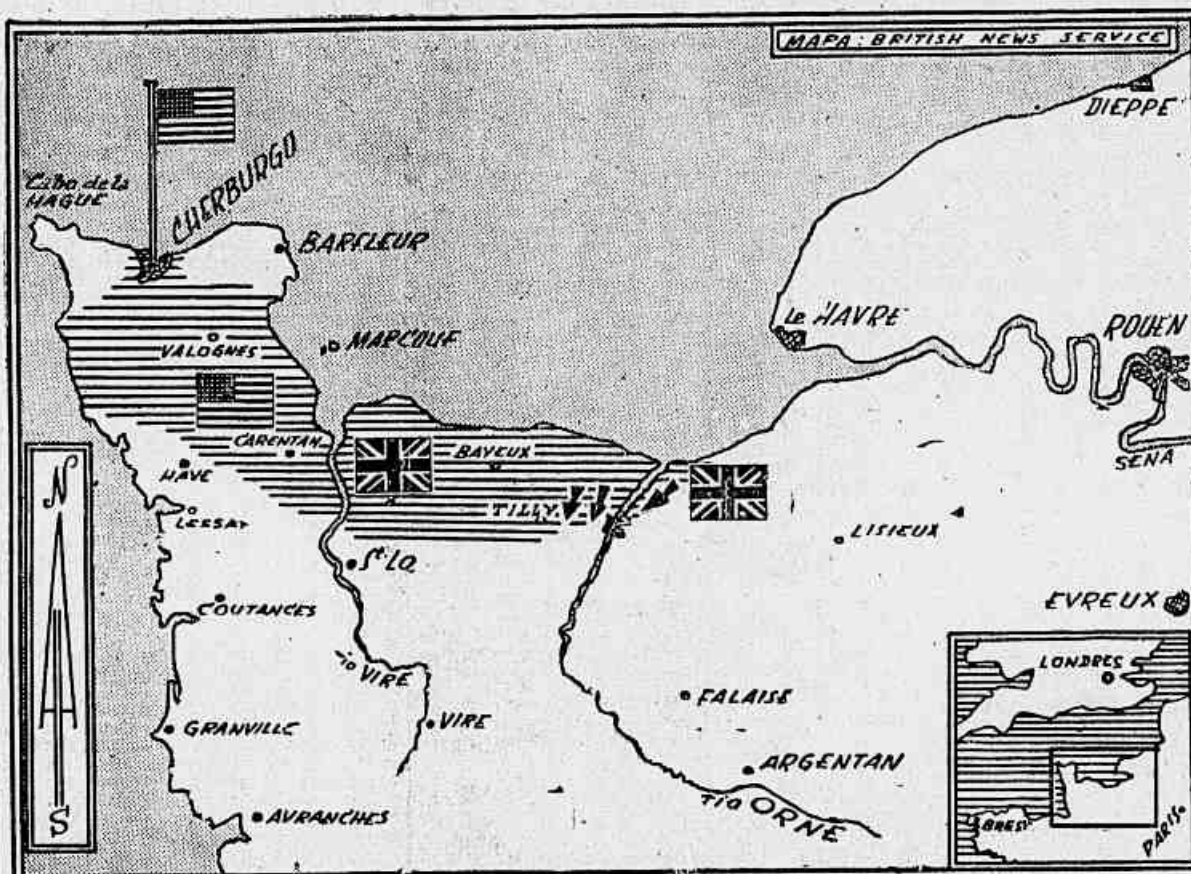 MAPA: BRITISH NEWS SERVICE
DIEPPE
Cabo de la
HAGUE
CHERBURGO
BARFLEUR
Le HAVRE
ROUEN
MARCOUF
VALOGNES
CARENTAN
BAYEUX
SENA
HAYE
LESSAY
TILLY
LISIEUX
St. LO
COUTANCES
EVREUX
rio VIRE
LONDRES
FALAISE
GRANVILLE
VIRE
ARGENTAN
rio ORNE
AVRANCHES
BREST
PARIS
N
S